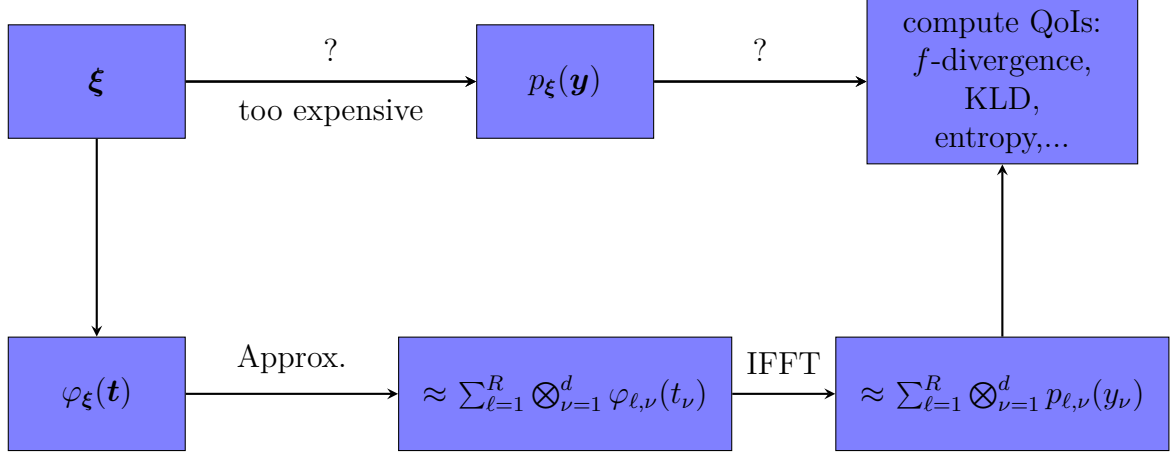 compute QoIs:
f-divergence,
KLD,
entropy,...
ξ
?
too expensive
p_ξ(y)
?
φ_ξ(t)
Approx.
≈ ∑_{ℓ=1}^{R} ⨂_{ν=1}^{d} φ_{ℓ,ν}(t_ν)
IFFT
≈ ∑_{ℓ=1}^{R} ⨂_{ν=1}^{d} p_{ℓ,ν}(y_ν)